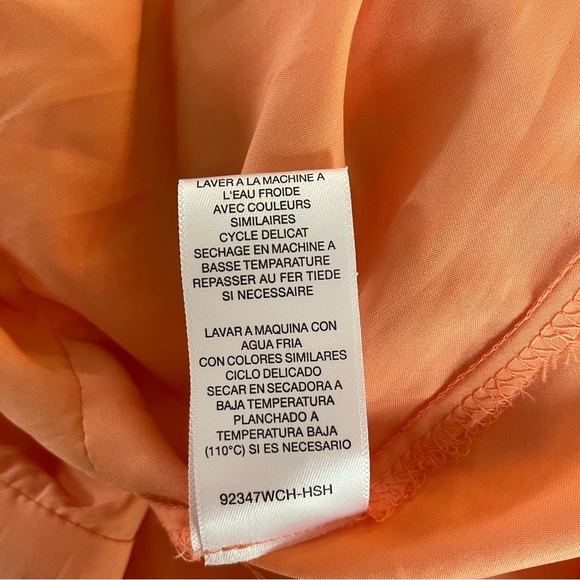 LAVER A LA MACHINE A
L'EAU FROIDE
AVEC COULEURS
SIMILAIRES
CYCLE DELICAT
SECHAGE EN MACHINE A
BASSE TEMPARATURE
REPASSER AU FER TIEDE
SI NECESSAIRE
LAVAR A MAQUINA CON
AGUA FRIA
CON COLORES SIMILARES
CICLO DELICADO
SECAR EN SECADORA A
BAJA TEMPERATURA
PLANCHADO A
TEMPERATURA BAJA
(110°C) SI ES NECESARIO
92347WCH-HSH